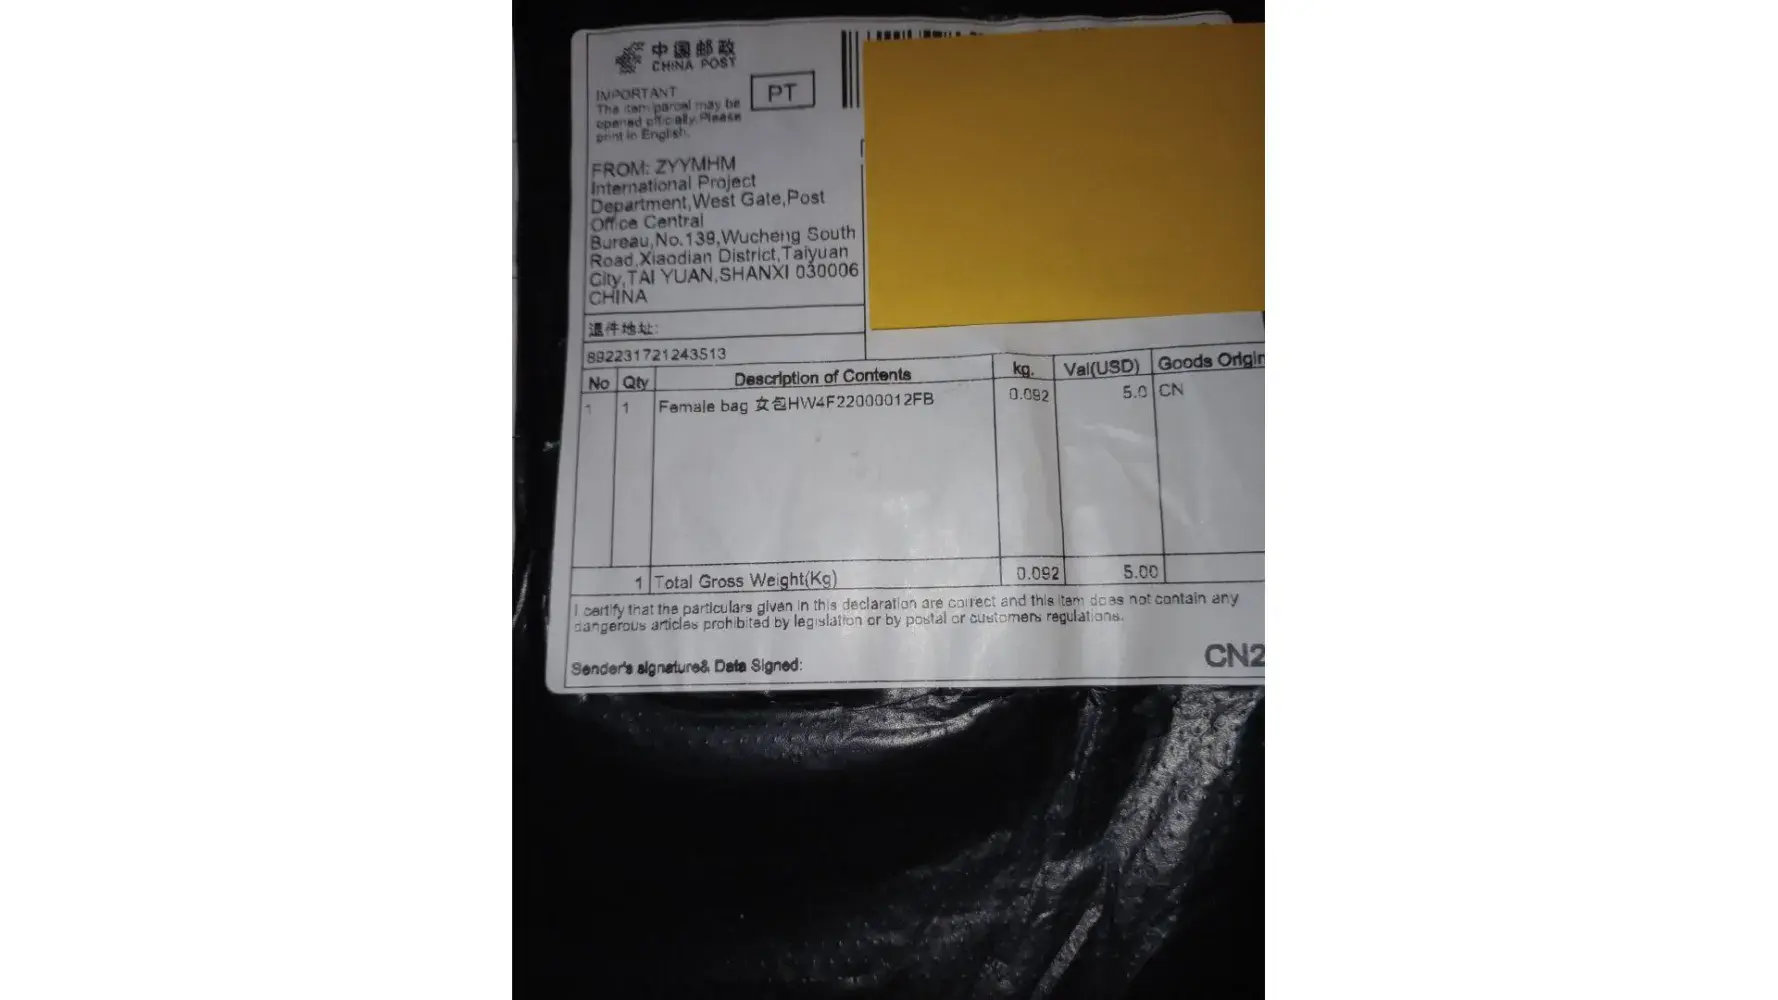 中国邮政
CHINA POST
IMPORTANT
The item/parcel may be
opened officially.Please
print in English.
PT
FROM: ZYYMHM
International Project
Department,West Gate,Post
Office Central
Bureau,No.139,Wucheng South
Road,Xiaodian District,Taiyuan
City,TAI YUAN,SHANXI 030006
CHINA
退件地址:
892231721243513
No Qty Description of Contents kg. Val(USD) Goods Origin
1 1 Female bag 女包HW4F22000012FB 0.092 5.0 CN
1 Total Gross Weight(Kg) 0.092 5.00
I certify that the particulars given in this declaration are correct and this item does not contain any
dangerous articles prohibited by legislation or by postal or customers regulations.
Sender's signature& Data Signed:
CN2